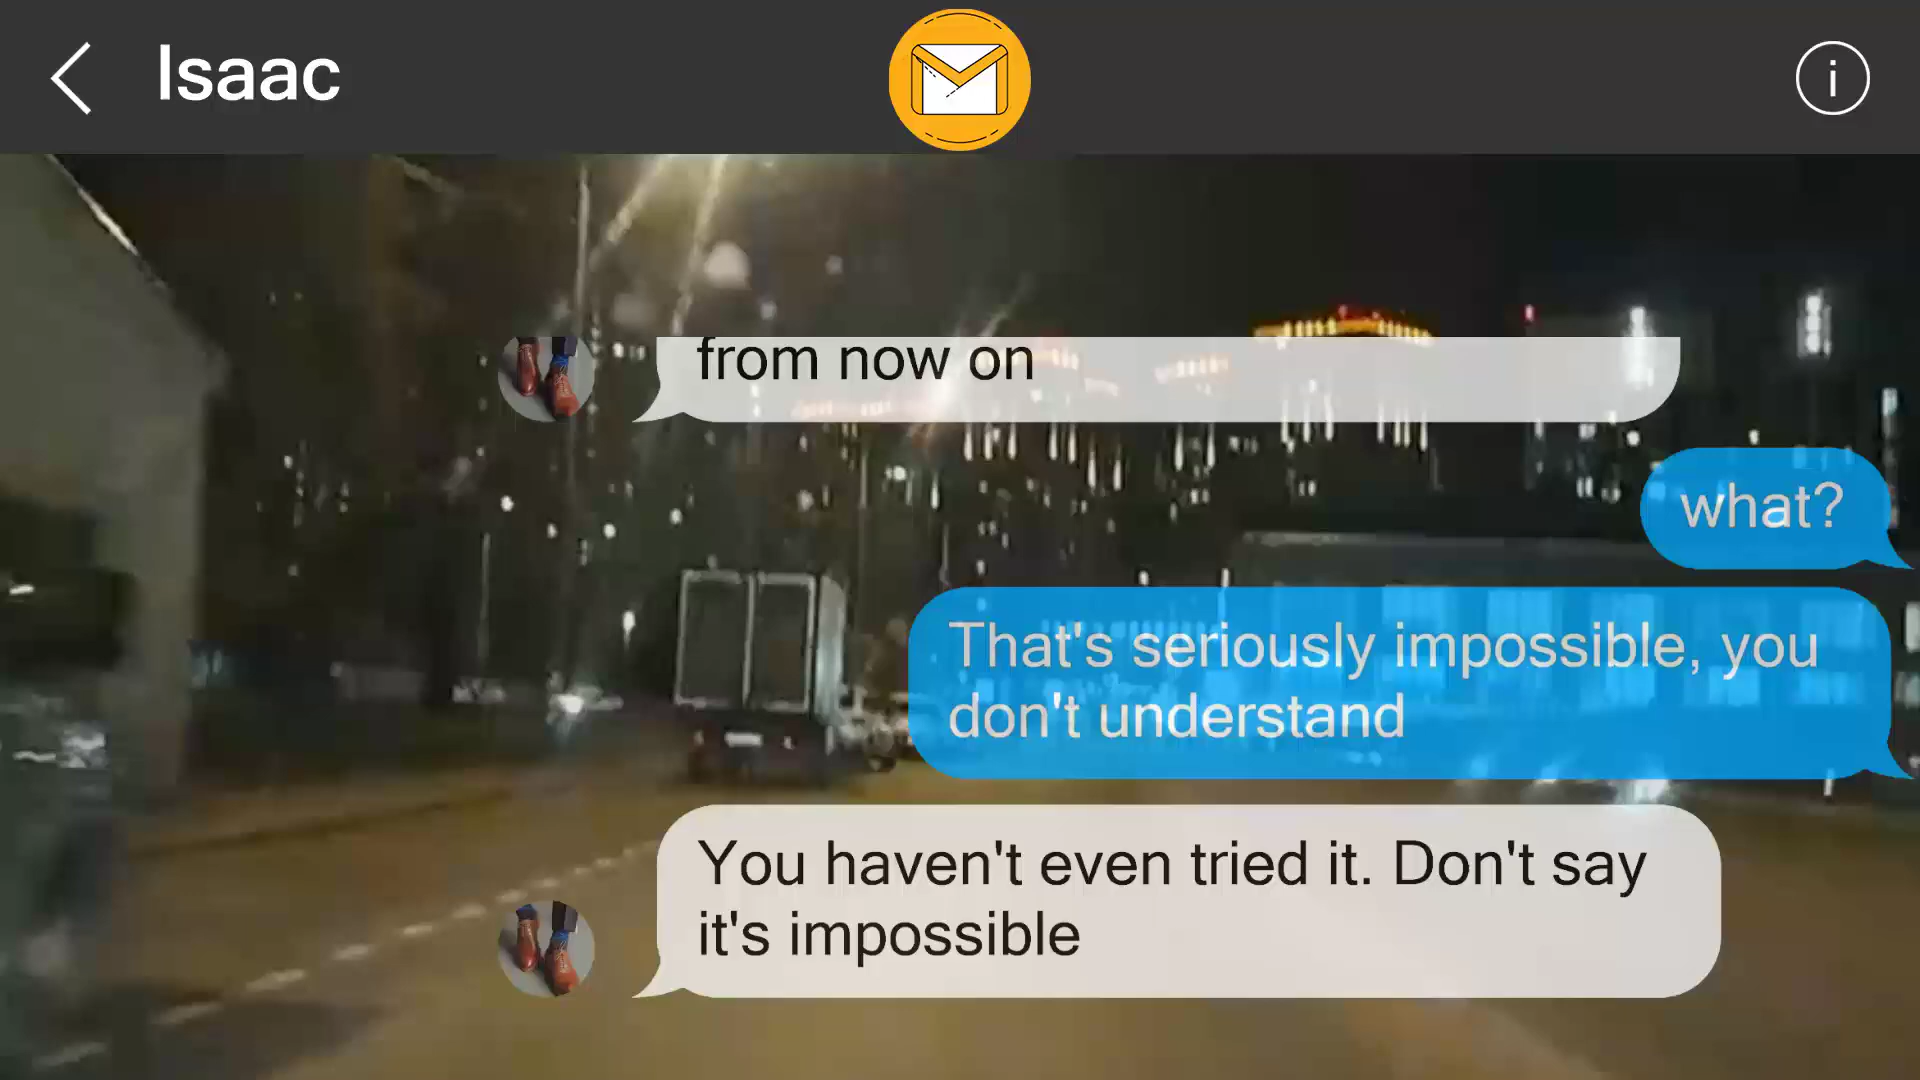 Isaac
from now on
what?
That's seriously impossible, you
don't understand
You haven't even tried it. Don't say
it's impossible